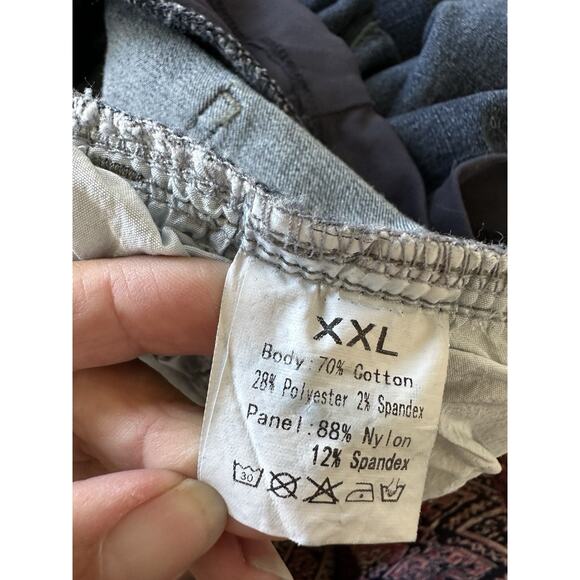 XXL
Body:70% Cotton
28% Polyester 2% Spandex
Panel:88% Nylon
12% Spandex
30